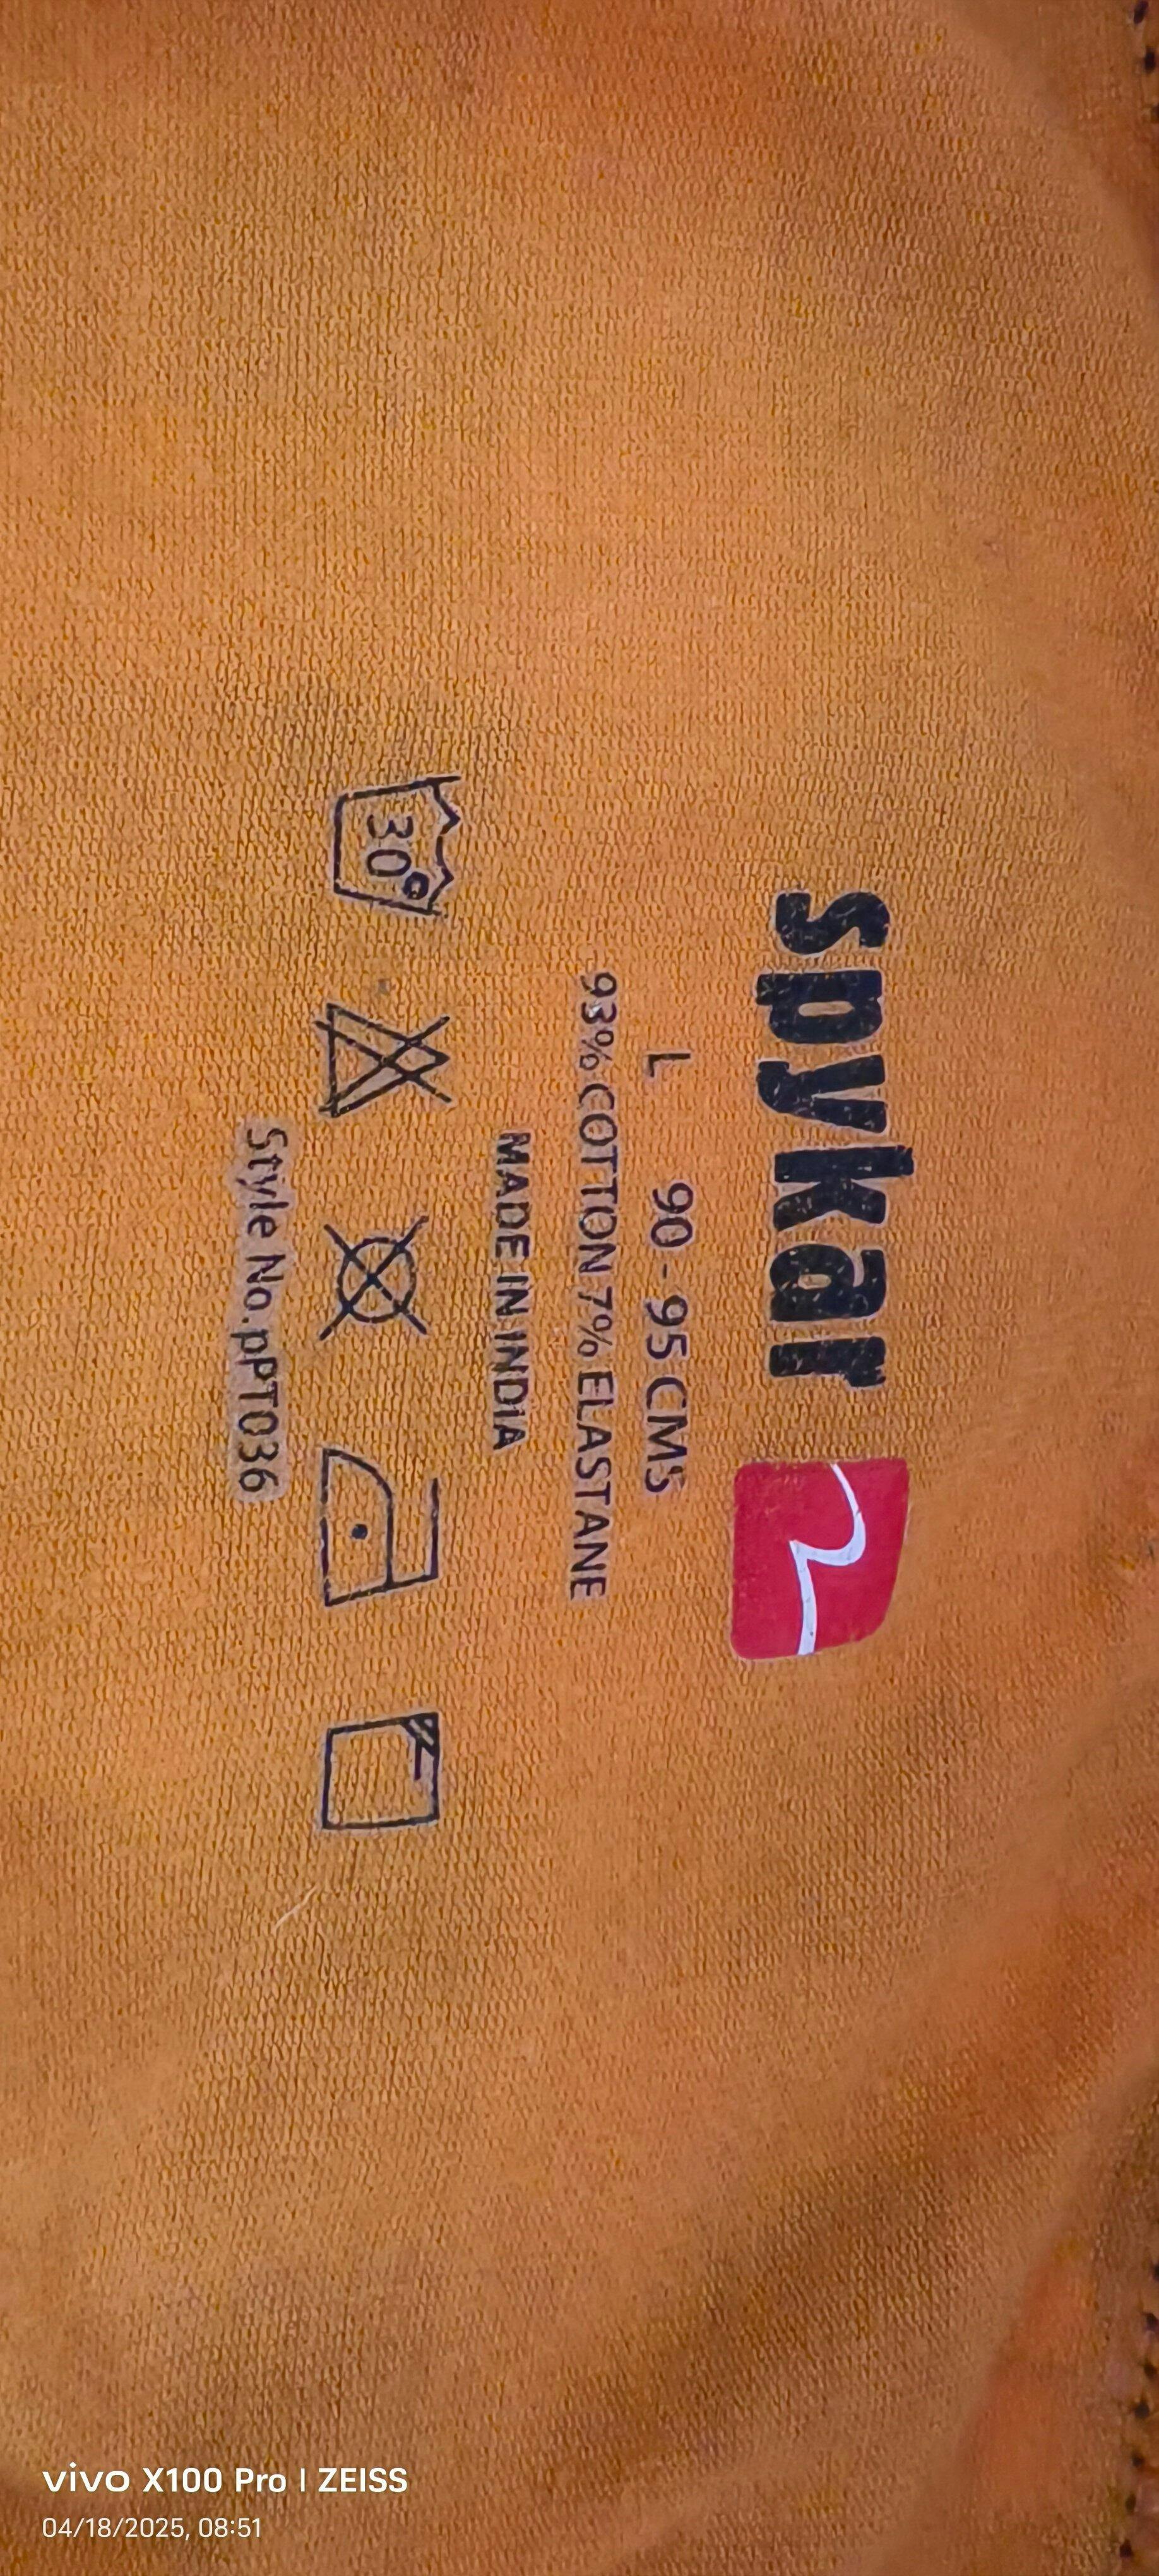 spykar
L 90 - 95 CMS
93% COTTON 7% ELASTANE
MADE IN INDIA
30°
Style No.pPT036
vivo X100 Pro | ZEISS
04/18/2025, 08:51